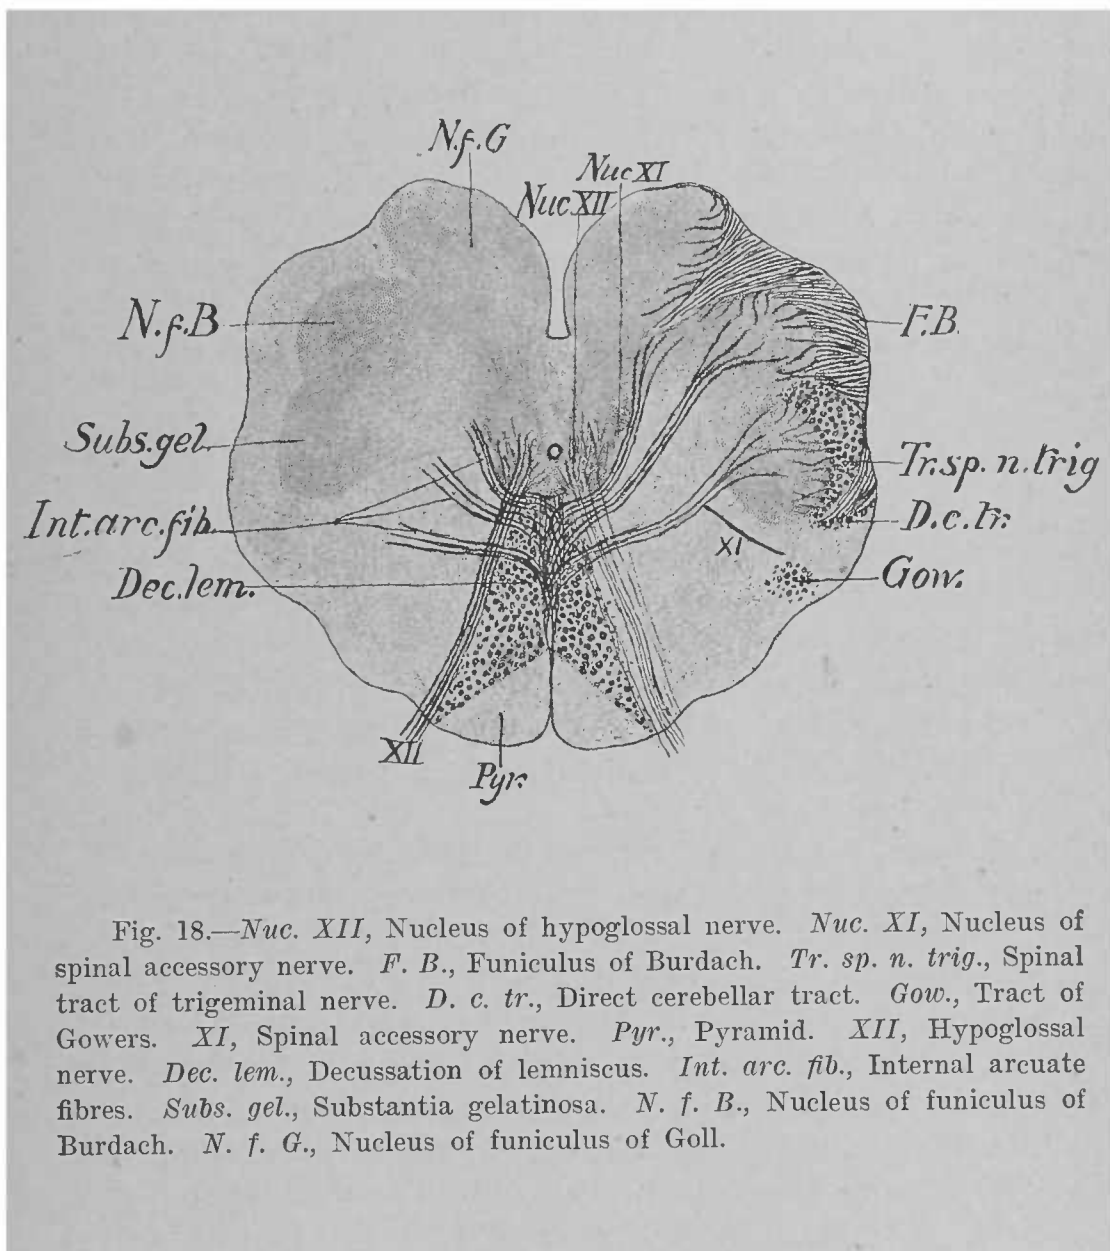 N.f.G
Nuc XI
Nuc XII
N.f.B
F.B.
Subs.gel.
Tr.sp. n. trig
Int.arc.fib.
D.c.tr.
XI
Dec.lem.
Gow.
XII
Pyr.
Fig. 18.—Nuc. XII, Nucleus of hypoglossal nerve. Nuc. XI, Nucleus of
spinal accessory nerve. F. B., Funiculus of Burdach. Tr. sp. n. trig., Spinal
tract of trigeminal nerve. D. c. tr., Direct cerebellar tract. Gow., Tract of
Gowers. XI, Spinal accessory nerve. Pyr., Pyramid. XII, Hypoglossal
nerve. Dec. lem., Decussation of lemniscus. Int. arc. fib., Internal arcuate
fibres. Subs. gel., Substantia gelatinosa. N. f. B., Nucleus of funiculus of
Burdach. N. f. G., Nucleus of funiculus of Goll.